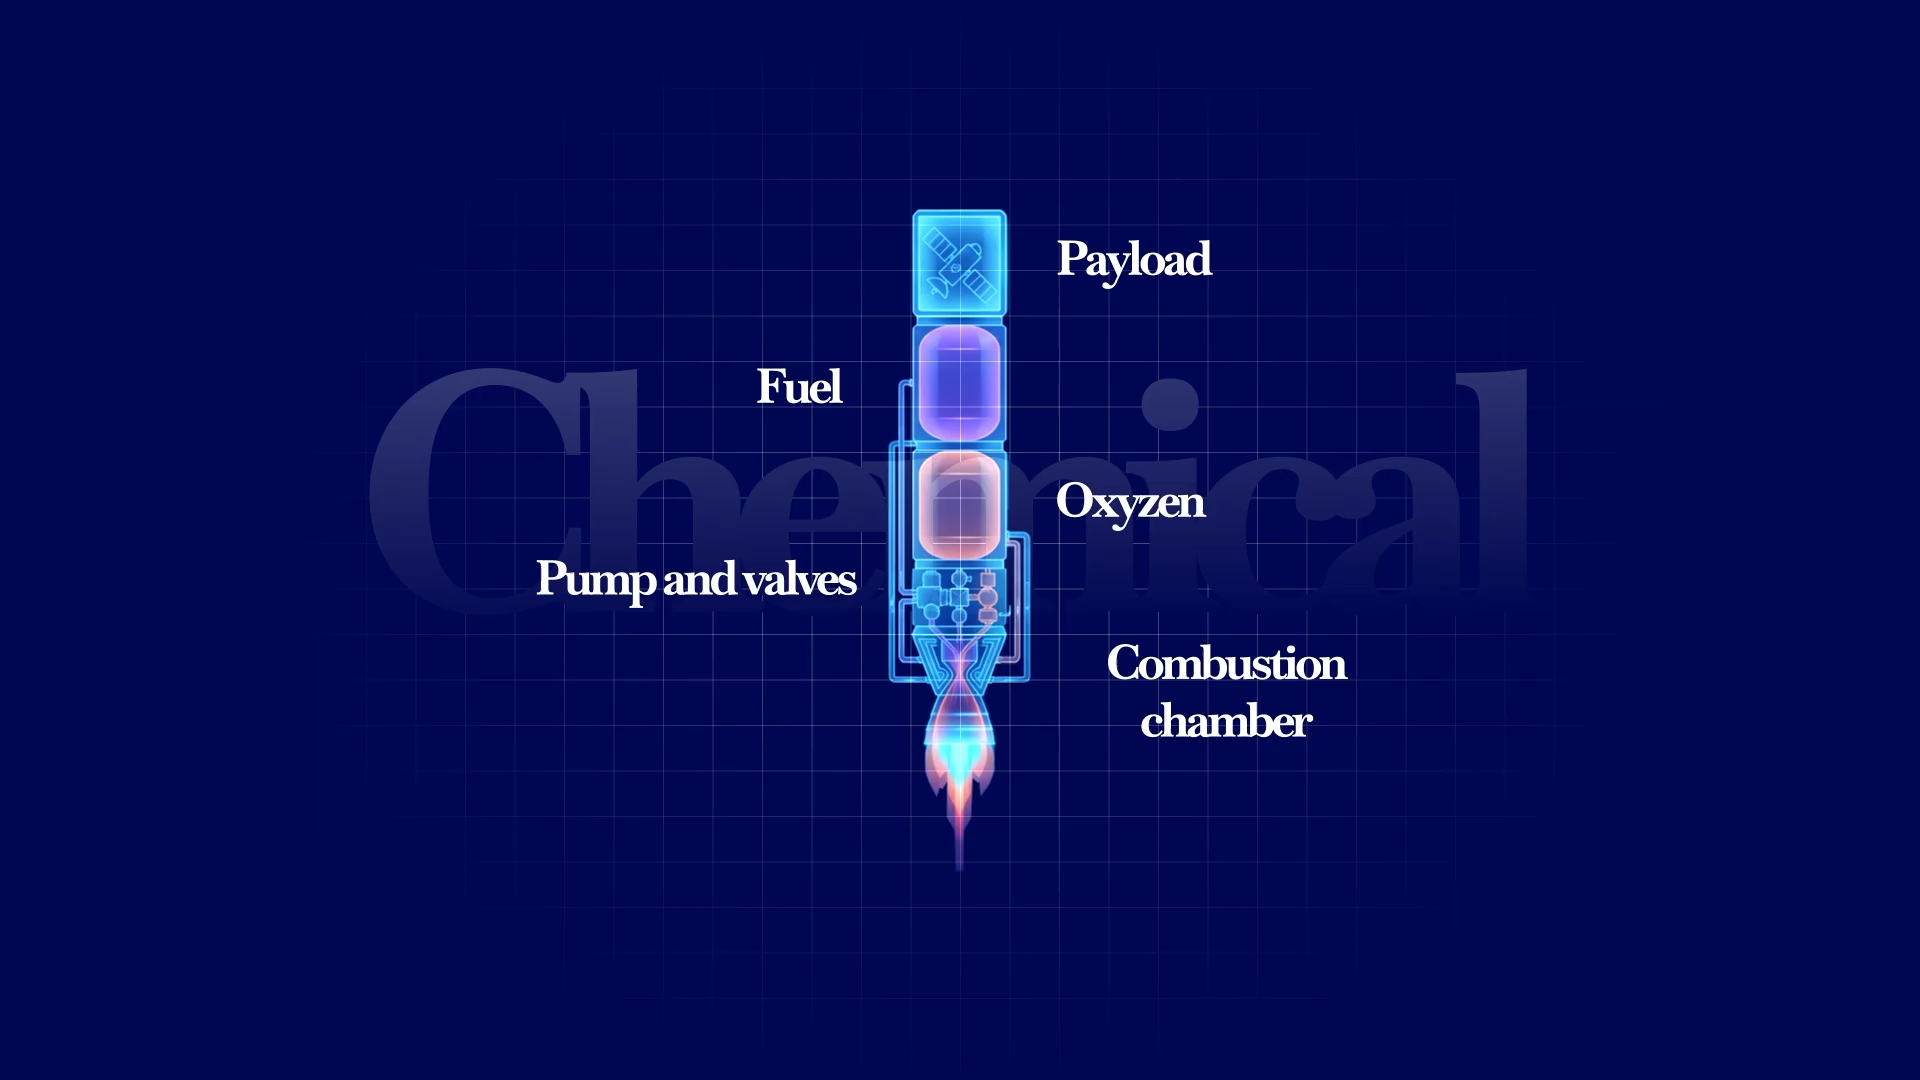 Payload
Fuel
Chemical
Oxyzen
Pump and valves
Combustion
chamber